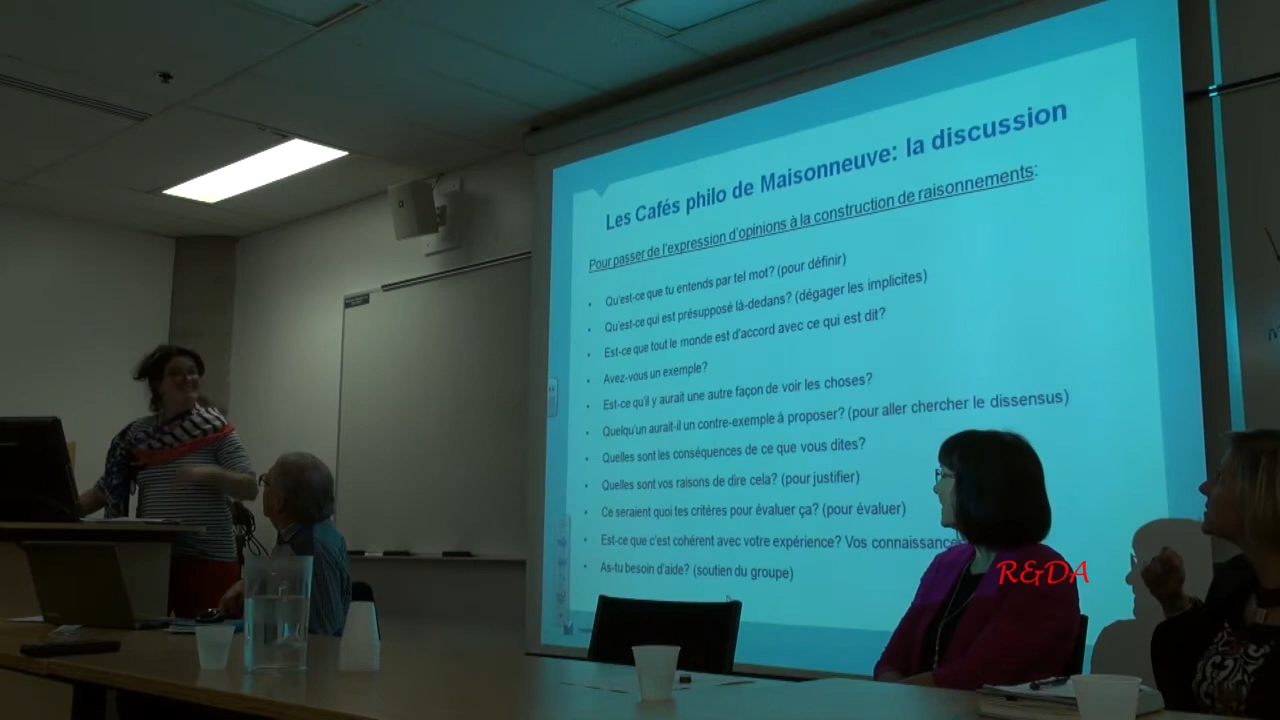 Les Cafés philo de Maisonneuve: la discussion
Pour passer de l'expression d'opinions à la construction de raisonnements:
• Qu'est-ce que tu entends par tel mot? (pour définir)
• Qu'est-ce qui est présupposé là-dedans? (dégager les implicites)
• Est-ce que tout le monde est d'accord avec ce qui est dit?
• Avez-vous un exemple?
• Est-ce qu'il y aurait une autre façon de voir les choses?
• Quelqu'un aurait-il un contre-exemple à proposer? (pour aller chercher le dissensus)
• Quelles sont les conséquences de ce que vous dites?
• Quelles sont vos raisons de dire cela? (pour justifier)
• Ce seraient quoi tes critères pour évaluer ça? (pour évaluer)
• Est-ce que c'est cohérent avec votre expérience? Vos connaissance
• As-tu besoin d'aide? (soutien du groupe)
R&DA